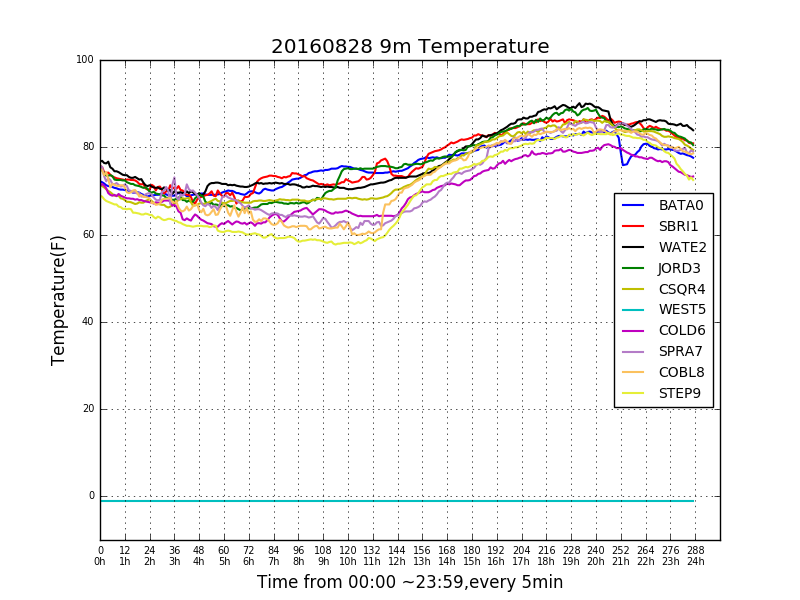 20160828 9m Temperature
100
80
60
40
20
0
Temperature(F)
BATA0
SBRI1
WATE2
JORD3
CSQR4
WEST5
COLD6
SPRA7
COBL8
STEP9
0 12 24 36 48 60 72 84 96 108 120 132 144 156 168 180 192 204 216 228 240 252 264 276 288
0h 1h 2h 3h 4h 5h 6h 7h 8h 9h 10h 11h 12h 13h 14h 15h 16h 17h 18h 19h 20h 21h 22h 23h 24h
Time from 00:00 ~23:59,every 5min